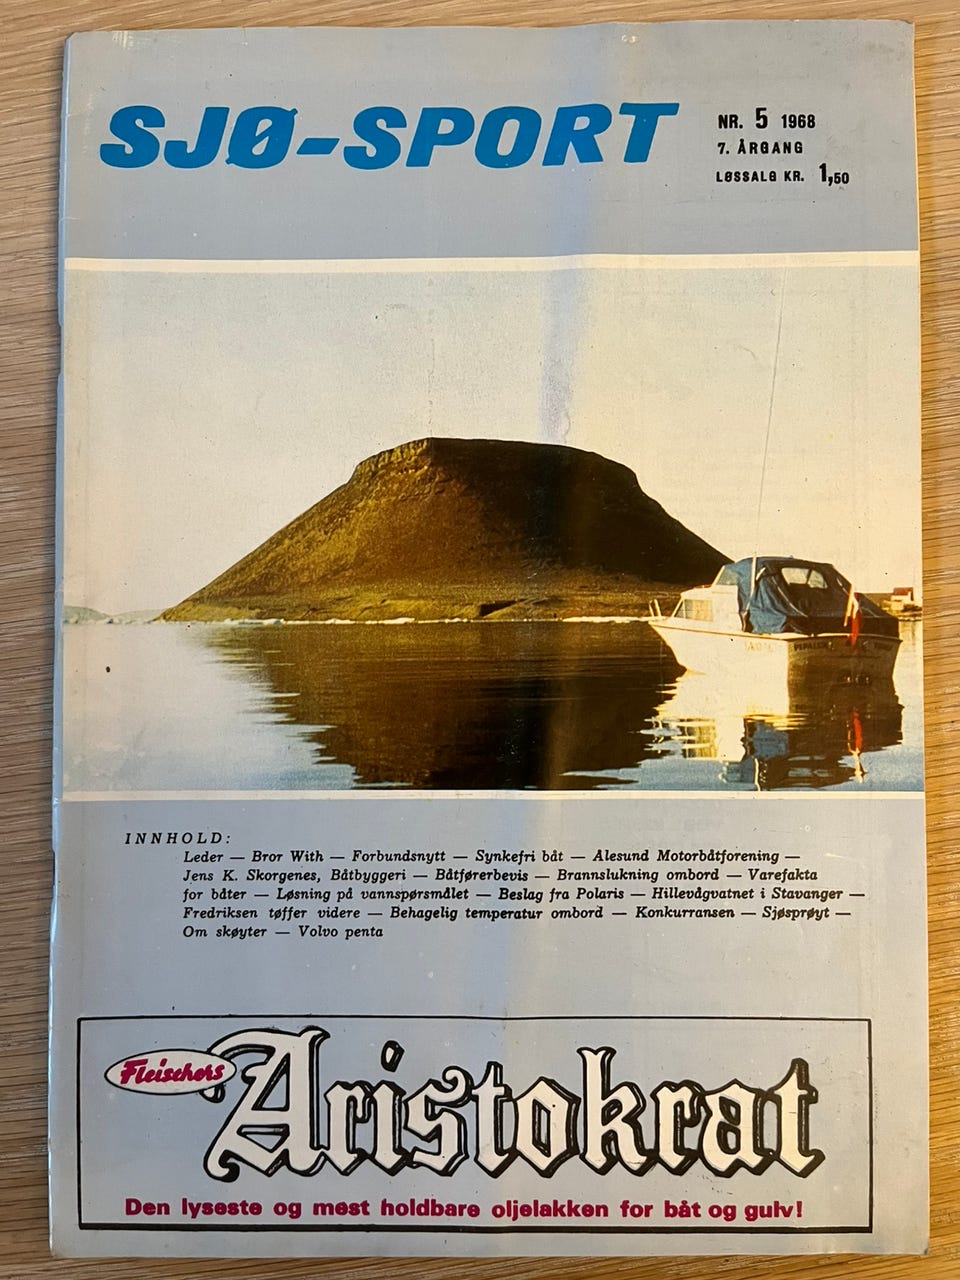 SJØ-SPORT
NR. 5 1968
7. ÅRGANG
LØSSALG KR. 1,50
INNHOLD:
Leder — Bror With — Forbundsnytt — Synkefri båt — Alesund Motorbåtforening —
Jens K. Skorgenes, Båtbyggeri — Båtførerbevis — Brannslukning ombord — Varefakta
for båter — Løsning på vannspørsmålet — Beslag fra Polaris — Hillevågvatnet i Stavanger —
Fredriksen tøffer videre — Behagelig temperatur ombord — Konkurransen — Sjøsprøyt —
Om skøyter — Volvo penta
Fleischers
Aristokrat
Den lyseste og mest holdbare oljelakken for båt og gulv!